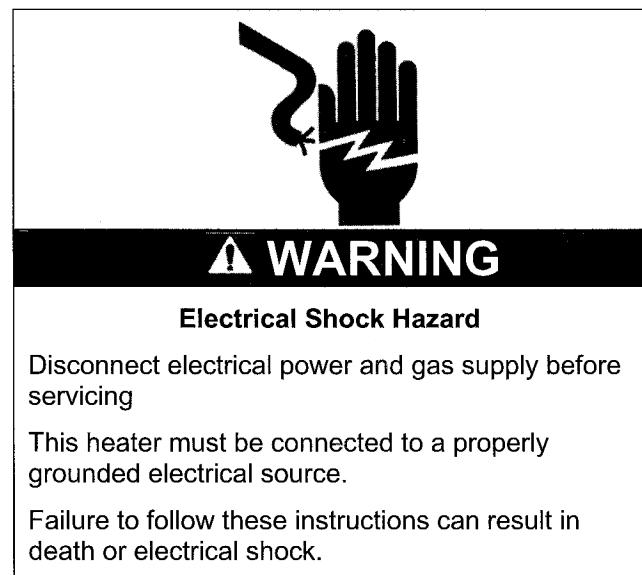 WARNING
Electrical Shock Hazard
Disconnect electrical power and gas supply before
servicing
This heater must be connected to a properly
grounded electrical source.
Failure to follow these instructions can result in
death or electrical shock.